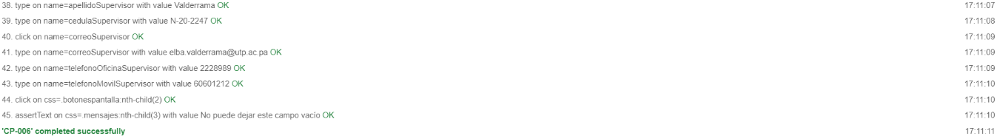 38. type on name=apellidoSupervisor with value Valderrama OK 17:11:07
39. type on name=cedulaSupervisor with value N-20-2247 OK 17:11:08
40. click on name=correoSupervisor OK 17:11:09
41. type on name=correoSupervisor with value elba.valderrama@utp.ac.pa OK 17:11:09
42. type on name=telefonoOficinaSupervisor with value 2228989 OK 17:11:09
43. type on name=telefonoMovilSupervisor with value 60601212 OK 17:11:10
44. click on css=.botonespantalla:nth-child(2) OK 17:11:10
45. assertText on css=.mensajes:nth-child(3) with value No puede dejar este campo vacío OK 17:11:10
'CP-006' completed successfully 17:11:11